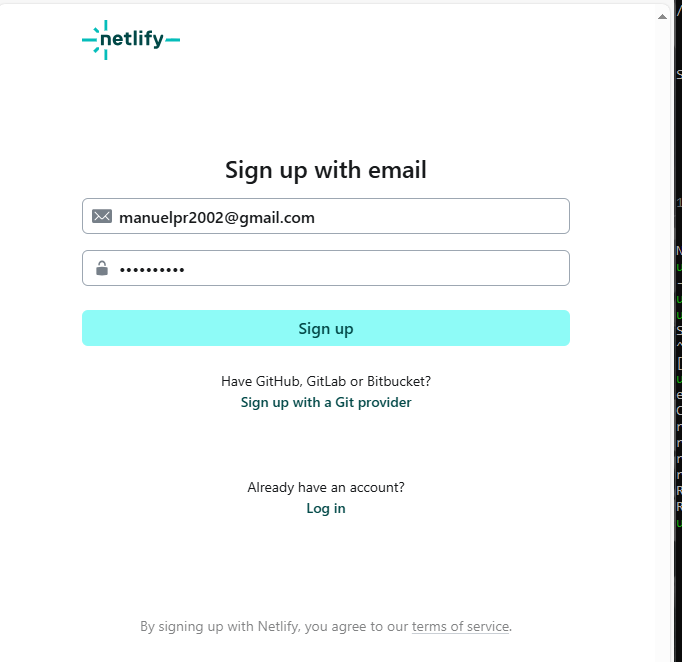 netlify
Sign up with email
manuelpr2002@gmail.com
••••••••••
Sign up
Have GitHub, GitLab or Bitbucket?
Sign up with a Git provider
Already have an account?
Log in
By signing up with Netlify, you agree to our terms of service.